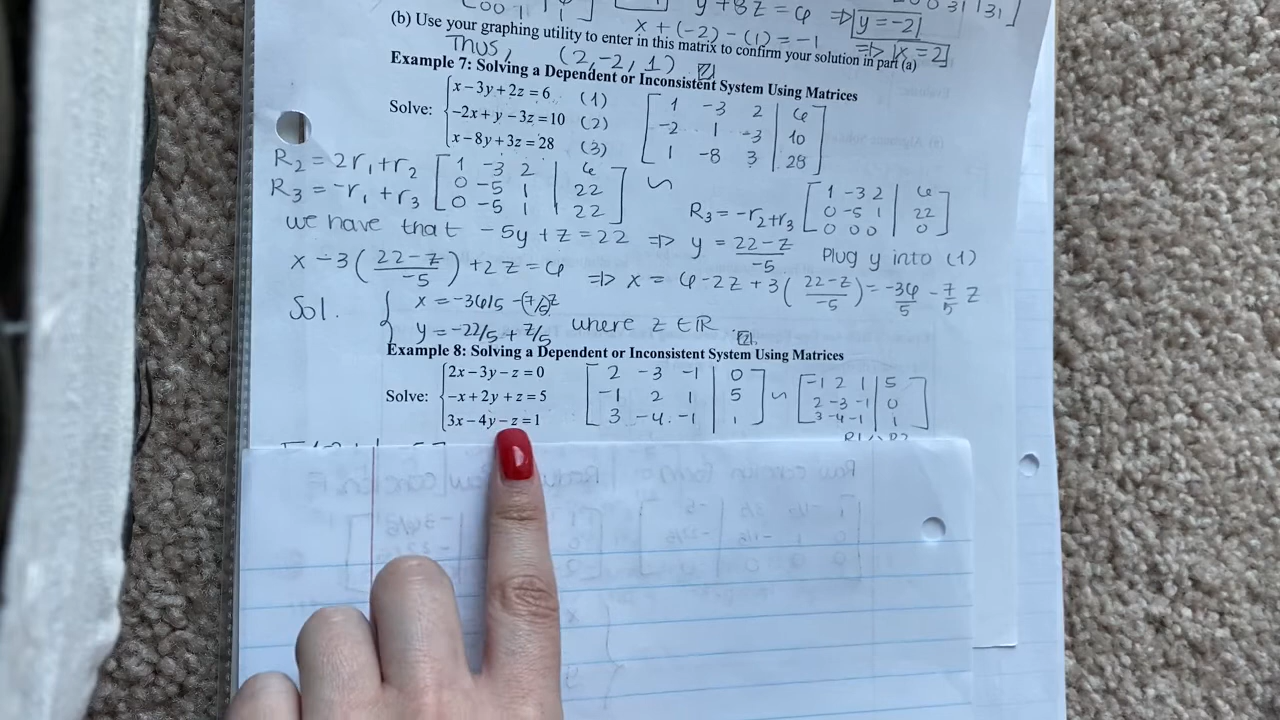 y + 8z = 6 => y = -2
(b) Use your graphing utility to enter in this matrix to confirm your solution in part (a)
x + (-2) - (1) = -1 => x = 2
Thus, (2, -2, 1)
Example 7: Solving a Dependent or Inconsistent System Using Matrices
Solve:
x - 3y + 2z = 6 (1)
-2x + y - 3z = 10 (2)
x - 8y + 3z = 28 (3)
1 -3 2 | 6
-2 1 -3 | 10
1 -8 3 | 28
R2 = 2r1 + r2
R3 = -r1 + r3
1 -3 2 | 6
0 -5 1 | 22
0 -5 1 | 22
~
R3 = -r2 + r3
1 -3 2 | 6
0 -5 1 | 22
0 0 0 | 0
we have that -5y + z = 22 => y = (22-z)/-5 Plug y into (1)
x - 3((22-z)/-5) + 2z = 6 => x = 6 - 2z + 3((22-z)/-5) = -36/5 - 7/5 z
Sol. { x = -36/5 - (7/5)z
y = -22/5 + z/5 where z ∈ ℝ
Example 8: Solving a Dependent or Inconsistent System Using Matrices
Solve:
2x - 3y - z = 0
-x + 2y + z = 5
3x - 4y - z = 1
2 -3 -1 | 0
-1 2 1 | 5
3 -4 -1 | 1
~
-1 2 1 | 5
2 -3 -1 | 0
3 -4 -1 | 1